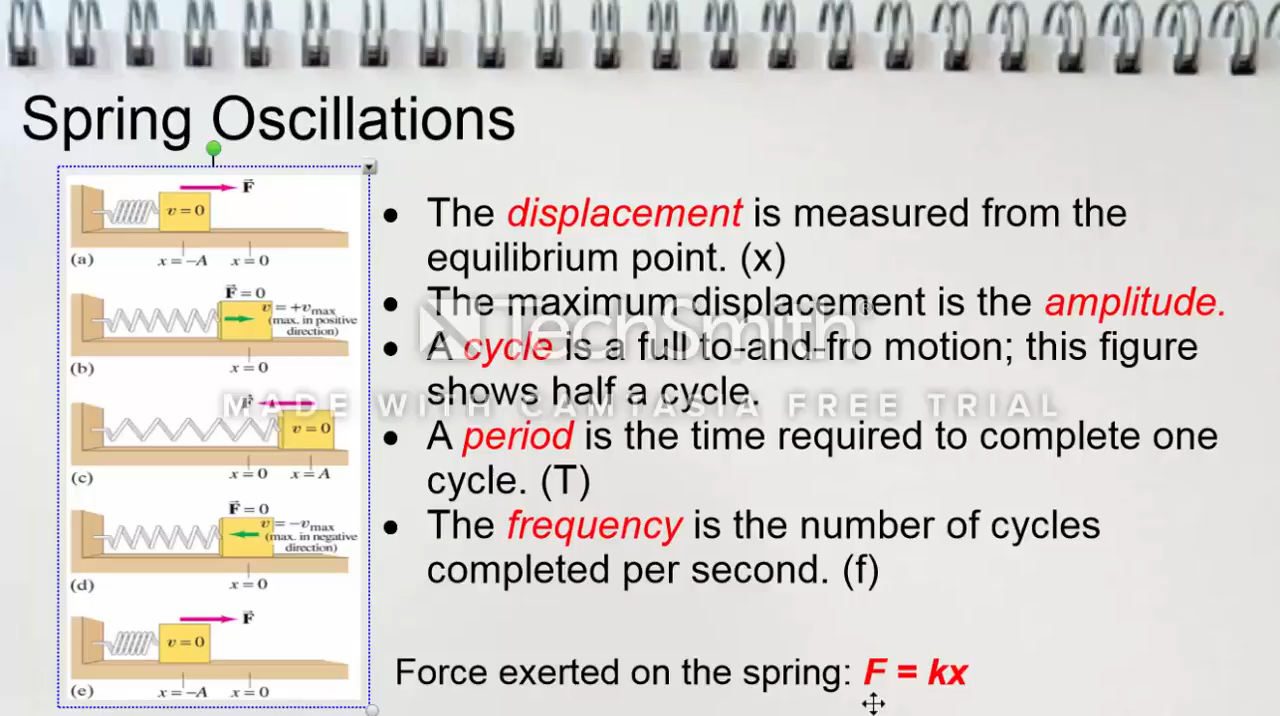 Spring Oscillations
F
v = 0
(a)
x = −A x = 0
F = 0
v = +vmax
(max. in positive
direction)
(b)
x = 0
F
v = 0
(c)
x = 0 x = A
F = 0
v = −vmax
(max. in negative
direction)
(d)
x = 0
F
v = 0
(e)
x = −A x = 0
• The displacement is measured from the
equilibrium point. (x)
• The maximum displacement is the amplitude.
• A cycle is a full to-and-fro motion; this figure
shows half a cycle.
• A period is the time required to complete one
cycle. (T)
• The frequency is the number of cycles
completed per second. (f)
Force exerted on the spring: F = kx
TechSmith®
MADE WITH CAMTASIA FREE TRIAL